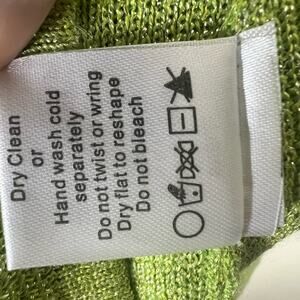 Dry Clean
or
Hand wash cold
separately
Do not twist or wring
Dry flat to reshape
Do not bleach